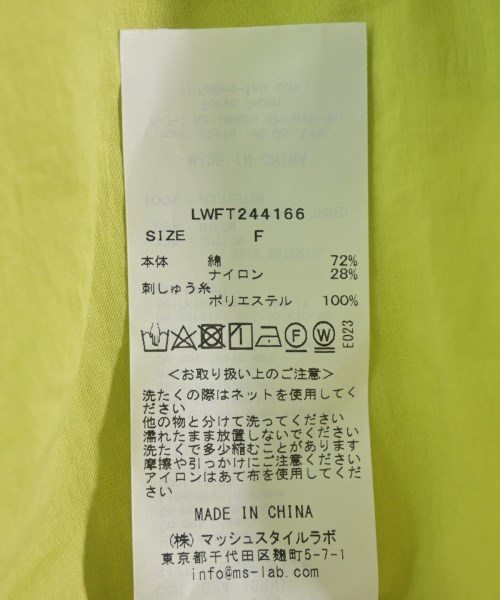 LWFT244166
SIZE F
本体 綿 72%
ナイロン 28%
刺しゅう糸
ポリエステル 100%
E023
<お取り扱い上のご注意>
洗たくの際はネットを使用してく
ださい
他の物と分けて洗ってください
濡れたまま放置しないでください
洗たくで多少縮むことがあります
摩擦や引っかけにご注意ください
アイロンはあて布を使用してくだ
さい
MADE IN CHINA
(株)マッシュスタイルラボ
東京都千代田区麹町5-7-1
info@ms-lab.com